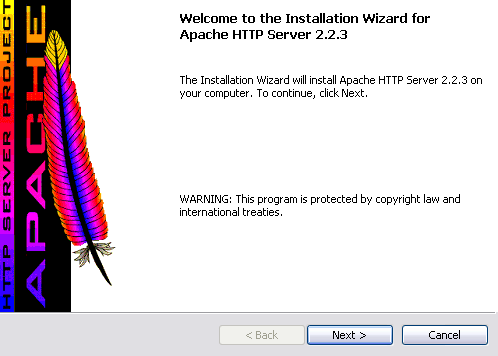 HTTP SERVER PROJECT
APACHE
Welcome to the Installation Wizard for
Apache HTTP Server 2.2.3
The Installation Wizard will install Apache HTTP Server 2.2.3 on
your computer. To continue, click Next.
WARNING: This program is protected by copyright law and
international treaties.
< Back
Next >
Cancel